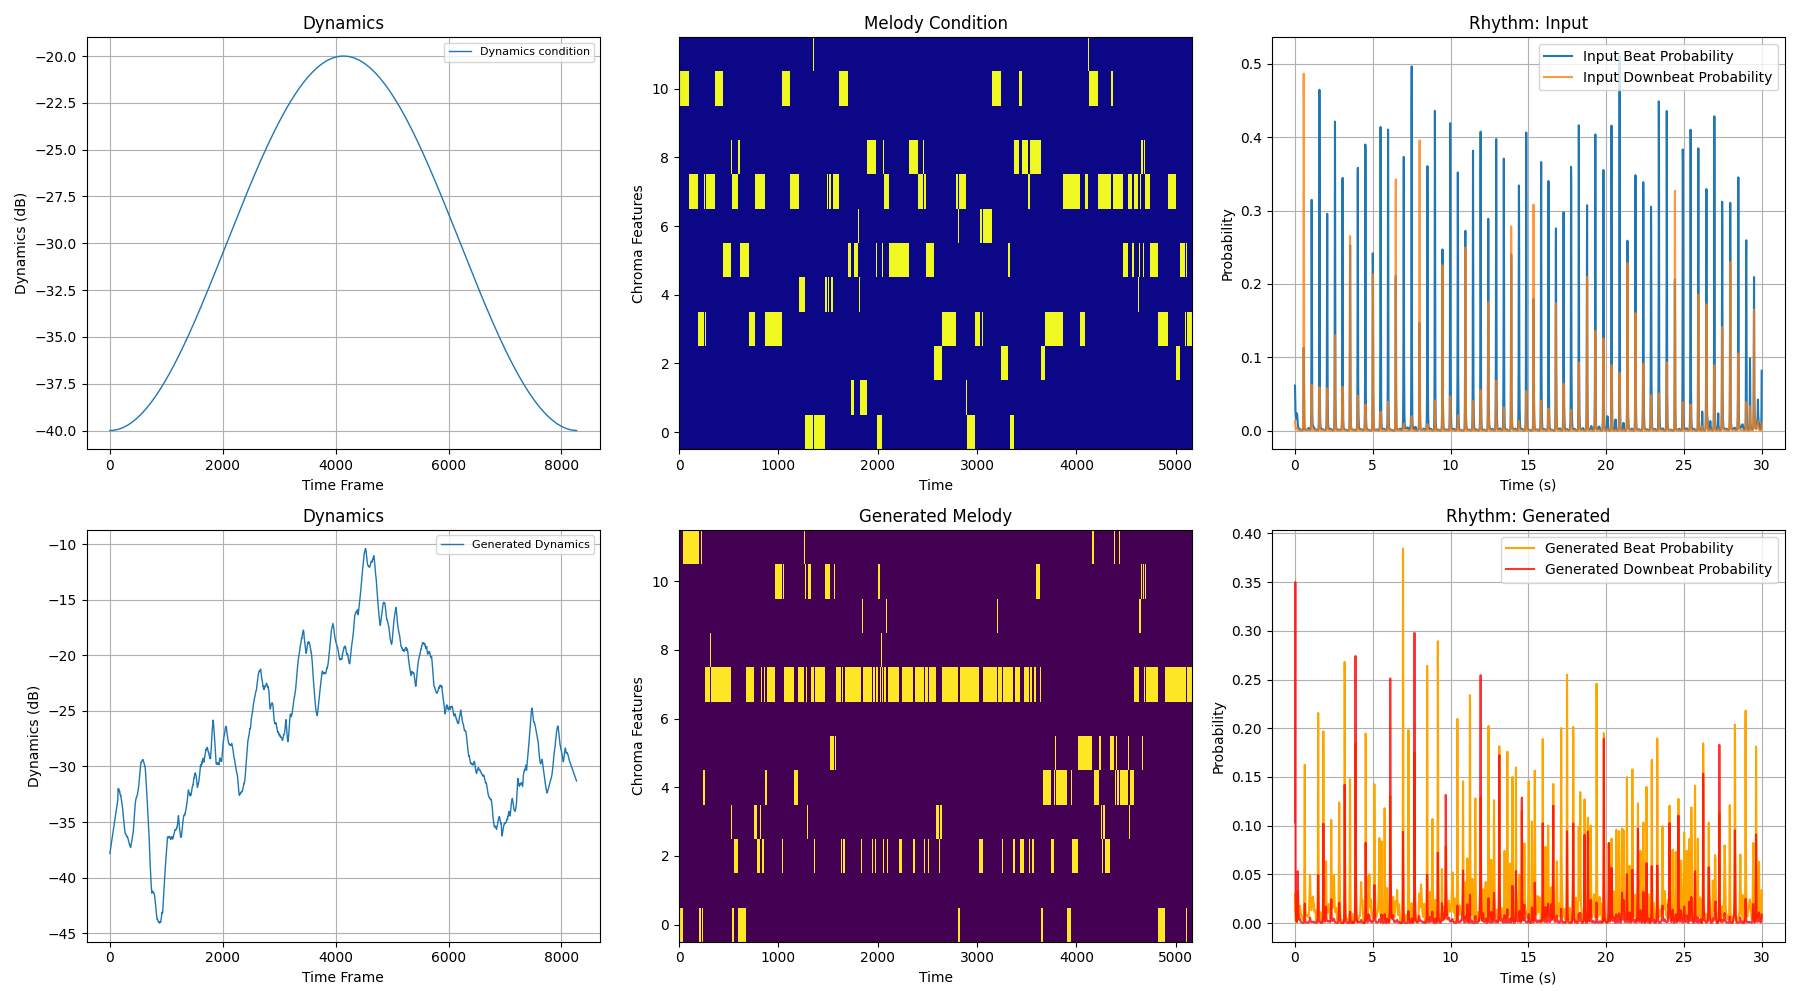 Dynamics
Dynamics condition
−20.0
−22.5
−25.0
−27.5
−30.0
−32.5
−35.0
−37.5
−40.0
Dynamics (dB)
0 2000 4000 6000 8000
Time Frame
Melody Condition
10
8
6
4
2
0
Chroma Features
0 1000 2000 3000 4000 5000
Time
Rhythm: Input
Input Beat Probability
Input Downbeat Probability
0.5
0.4
0.3
0.2
0.1
0.0
Probability
0 5 10 15 20 25 30
Time (s)
Dynamics
Generated Dynamics
−10
−15
−20
−25
−30
−35
−40
−45
Dynamics (dB)
0 2000 4000 6000 8000
Time Frame
Generated Melody
10
8
6
4
2
0
Chroma Features
0 1000 2000 3000 4000 5000
Time
Rhythm: Generated
Generated Beat Probability
Generated Downbeat Probability
0.40
0.35
0.30
0.25
0.20
0.15
0.10
0.05
0.00
Probability
0 5 10 15 20 25 30
Time (s)